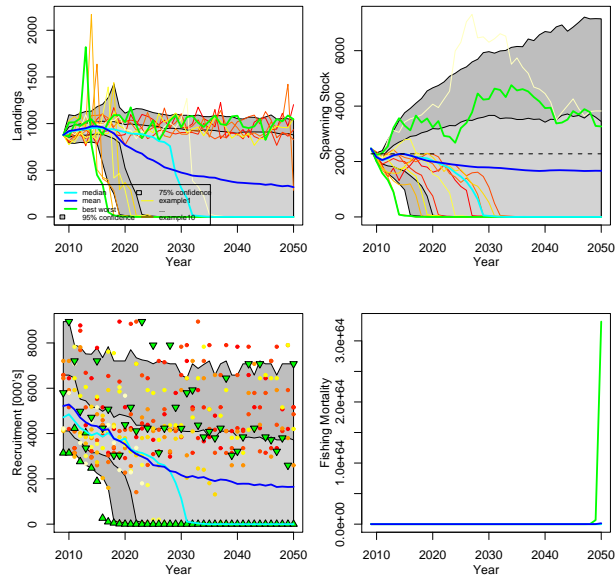 Landings
0 500 1000 1500 2000
2010 2020 2030 2040 2050
Year
median
mean
best worst
95% confidence
75% confidence
example1
...
example10
Spawning Stock
0 2000 4000 6000
2010 2020 2030 2040 2050
Year
Recruitment [000's]
0 2000 4000 6000 8000
2010 2020 2030 2040 2050
Year
Fishing Mortality
0.0e+00 1.0e+64 2.0e+64 3.0e+64
2010 2020 2030 2040 2050
Year